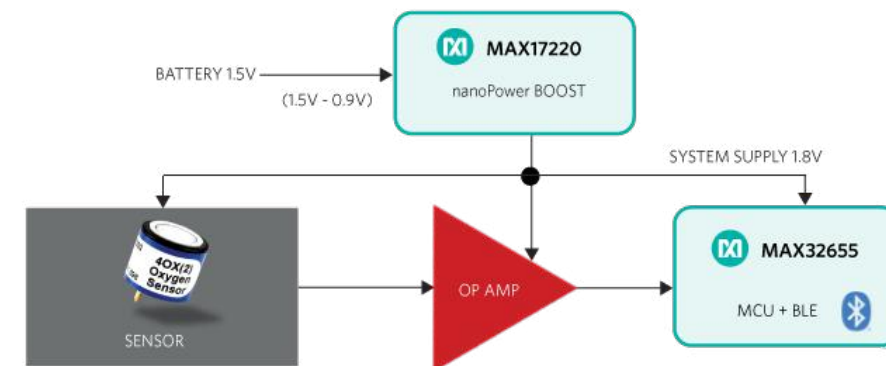 MAX17220
nanoPower BOOST
BATTERY 1.5V
(1.5V - 0.9V)
SYSTEM SUPPLY 1.8V
4OX(2)
Oxygen
Sensor
SENSOR
OP AMP
MAX32655
MCU + BLE